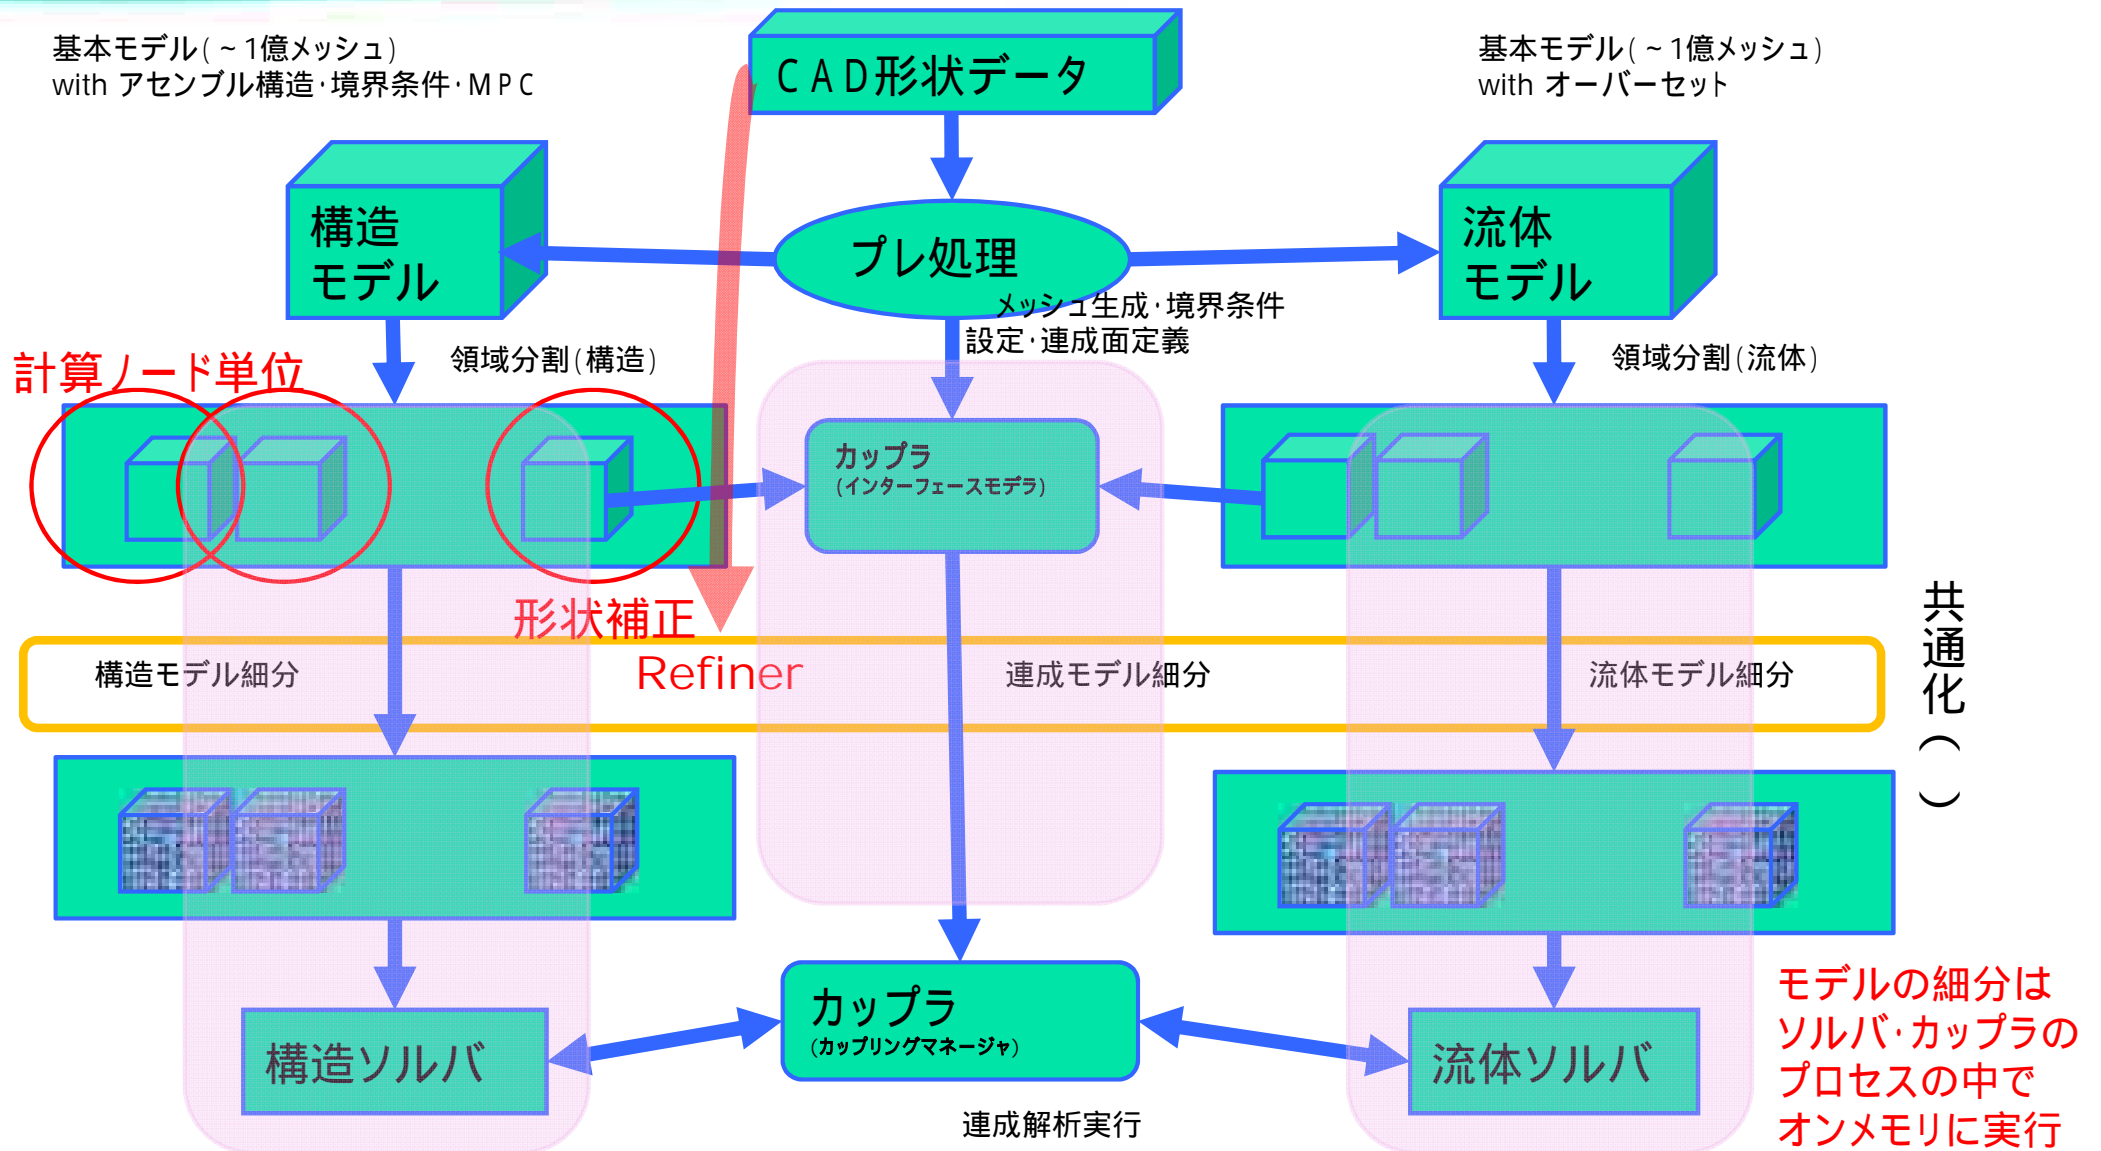 基本モデル(~1億メッシュ)
with アセンブル構造・境界条件・MPC
CAD形状データ
基本モデル(~1億メッシュ)
with オーバーセット
構造
モデル
プレ処理
流体
モデル
メッシュ生成・境界条件
設定・連成面定義
計算ノード単位
領域分割(構造)
領域分割(流体)
カップラ
(インターフェースモデラ)
形状補正
Refiner
構造モデル細分
連成モデル細分
流体モデル細分
共通化( )
カップラ
(カップリングマネージャ)
構造ソルバ
流体ソルバ
連成解析実行
モデルの細分は
ソルバ・カップラの
プロセスの中で
オンメモリに実行